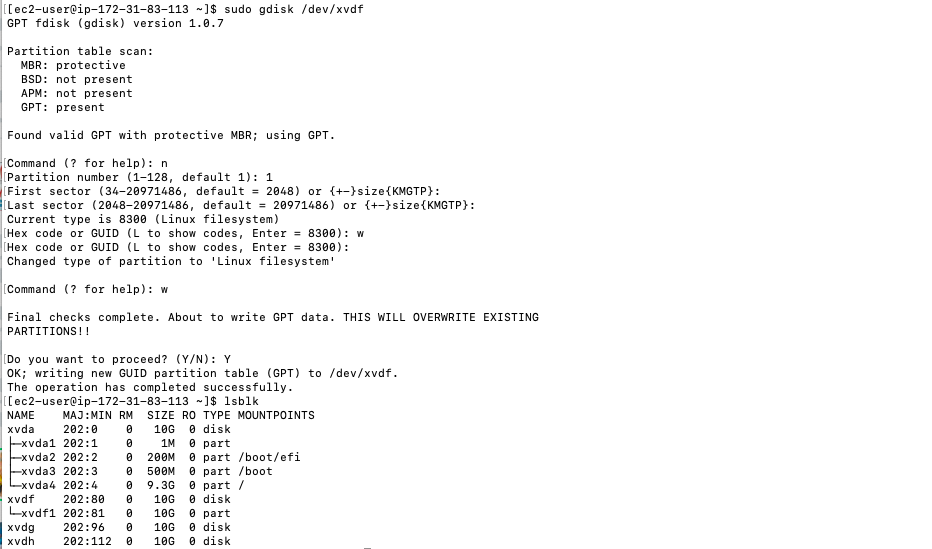 [[ec2-user@ip-172-31-83-113 ~]$ sudo gdisk /dev/xvdf
GPT fdisk (gdisk) version 1.0.7
Partition table scan:
  MBR: protective
  BSD: not present
  APM: not present
  GPT: present
Found valid GPT with protective MBR; using GPT.
[Command (? for help): n
[Partition number (1-128, default 1): 1
[First sector (34-20971486, default = 2048) or {+-}size{KMGTP}:
[Last sector (2048-20971486, default = 20971486) or {+-}size{KMGTP}:
Current type is 8300 (Linux filesystem)
[Hex code or GUID (L to show codes, Enter = 8300): w
[Hex code or GUID (L to show codes, Enter = 8300):
Changed type of partition to 'Linux filesystem'
[Command (? for help): w
Final checks complete. About to write GPT data. THIS WILL OVERWRITE EXISTING
PARTITIONS!!
[Do you want to proceed? (Y/N): Y
OK; writing new GUID partition table (GPT) to /dev/xvdf.
The operation has completed successfully.
[[ec2-user@ip-172-31-83-113 ~]$ lsblk
NAME    MAJ:MIN RM  SIZE RO TYPE MOUNTPOINTS
xvda    202:0    0   10G  0 disk
├─xvda1 202:1    0    1M  0 part
├─xvda2 202:2    0  200M  0 part /boot/efi
├─xvda3 202:3    0  500M  0 part /boot
└─xvda4 202:4    0  9.3G  0 part /
xvdf    202:80   0   10G  0 disk
└─xvdf1 202:81   0   10G  0 part
xvdg    202:96   0   10G  0 disk
xvdh    202:112  0   10G  0 disk